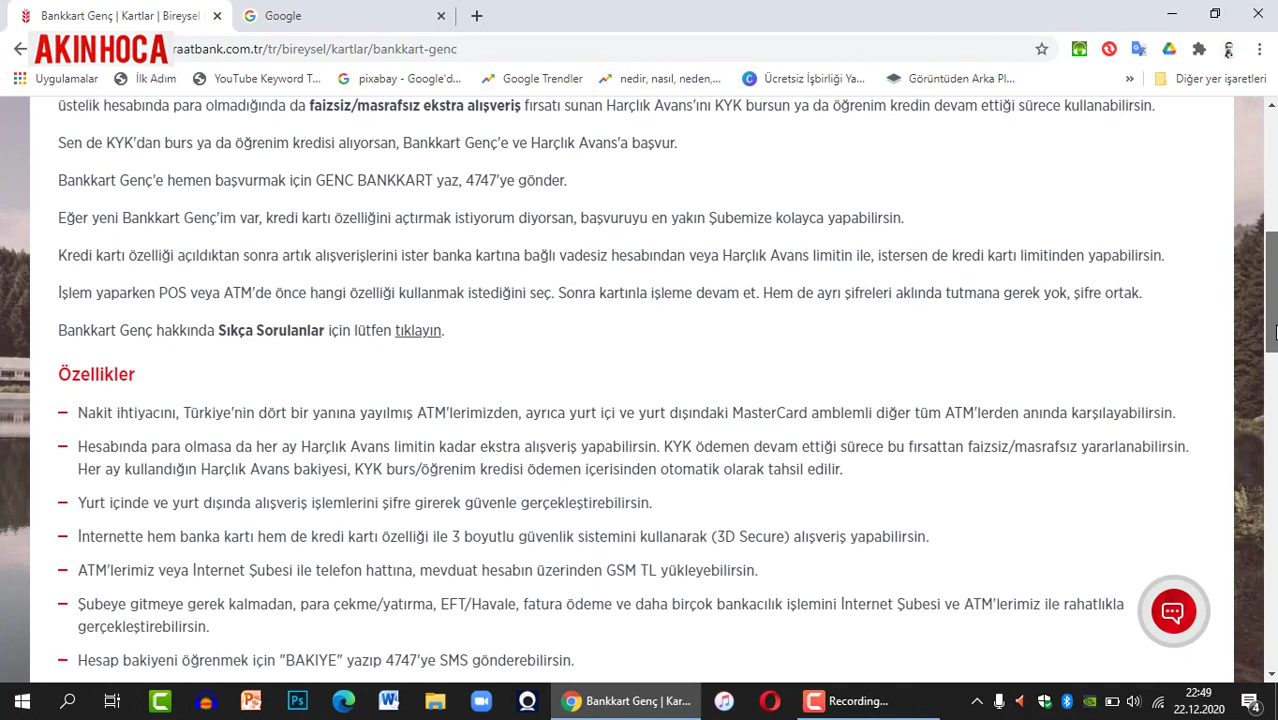 Bankkart Genç | Kartlar | Bireysel
Google
AKINHOCA
raatbank.com.tr/tr/bireysel/kartlar/bankkart-genc
Uygulamalar
İlk Adım
YouTube Keyword T...
pixabay - Google'd...
Google Trendler
nedir, nasıl, neden,...
Ücretsiz İşbirliği Ya...
Görüntüden Arka Pl...
»
Diğer yer işaretleri
üstelik hesabında para olmadığında da faizsiz/masrafsız ekstra alışveriş fırsatı sunan Harçlık Avans'ını KYK bursun ya da öğrenim kredin devam ettiği sürece kullanabilirsin.
Sen de KYK'dan burs ya da öğrenim kredisi alıyorsan, Bankkart Genç'e ve Harçlık Avans'a başvur.
Bankkart Genç'e hemen başvurmak için GENC BANKKART yaz, 4747'ye gönder.
Eğer yeni Bankkart Genç'im var, kredi kartı özelliğini açtırmak istiyorum diyorsan, başvuruyu en yakın Şubemize kolayca yapabilirsin.
Kredi kartı özelliği açıldıktan sonra artık alışverişlerini ister banka kartına bağlı vadesiz hesabından veya Harçlık Avans limitin ile, istersen de kredi kartı limitinden yapabilirsin.
İşlem yaparken POS veya ATM'de önce hangi özelliği kullanmak istediğini seç. Sonra kartınla işleme devam et. Hem de ayrı şifreleri aklında tutmana gerek yok, şifre ortak.
Bankkart Genç hakkında Sıkça Sorulanlar için lütfen tıklayın.
Özellikler
– Nakit ihtiyacını, Türkiye'nin dört bir yanına yayılmış ATM'lerimizden, ayrıca yurt içi ve yurt dışındaki MasterCard amblemli diğer tüm ATM'lerden anında karşılayabilirsin.
– Hesabında para olmasa da her ay Harçlık Avans limitin kadar ekstra alışveriş yapabilirsin. KYK ödemen devam ettiği sürece bu fırsattan faizsiz/masrafsız yararlanabilirsin.
Her ay kullandığın Harçlık Avans bakiyesi, KYK burs/öğrenim kredisi ödemen içerisinden otomatik olarak tahsil edilir.
– Yurt içinde ve yurt dışında alışveriş işlemlerini şifre girerek güvenle gerçekleştirebilirsin.
– İnternette hem banka kartı hem de kredi kartı özelliği ile 3 boyutlu güvenlik sistemini kullanarak (3D Secure) alışveriş yapabilirsin.
– ATM'lerimiz veya İnternet Şubesi ile telefon hattına, mevduat hesabın üzerinden GSM TL yükleyebilirsin.
– Şubeye gitmeye gerek kalmadan, para çekme/yatırma, EFT/Havale, fatura ödeme ve daha birçok bankacılık işlemini İnternet Şubesi ve ATM'lerimiz ile rahatlıkla
gerçekleştirebilirsin.
– Hesap bakiyeni öğrenmek için "BAKIYE" yazıp 4747'ye SMS gönderebilirsin.
Bankkart Genç | Kar...
Recording...
22:49
22.12.2020
4